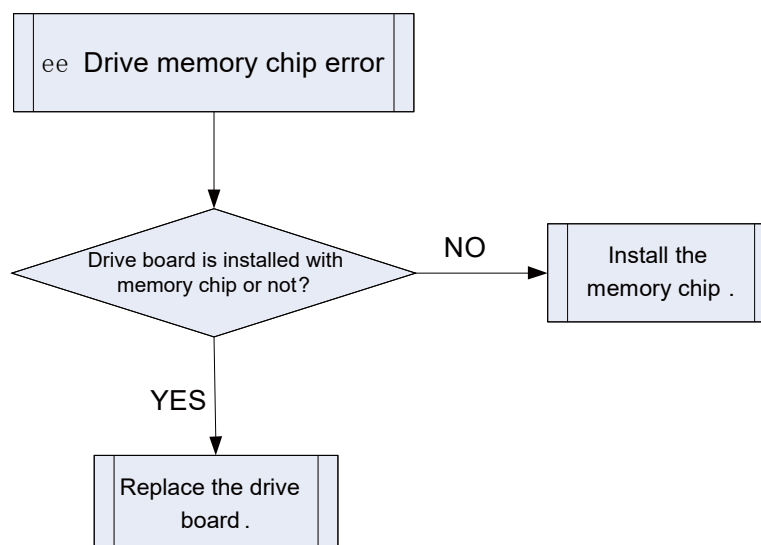 ee Drive memory chip error
Drive board is installed with
memory chip or not?
NO
Install the
memory chip .
YES
Replace the drive
board .